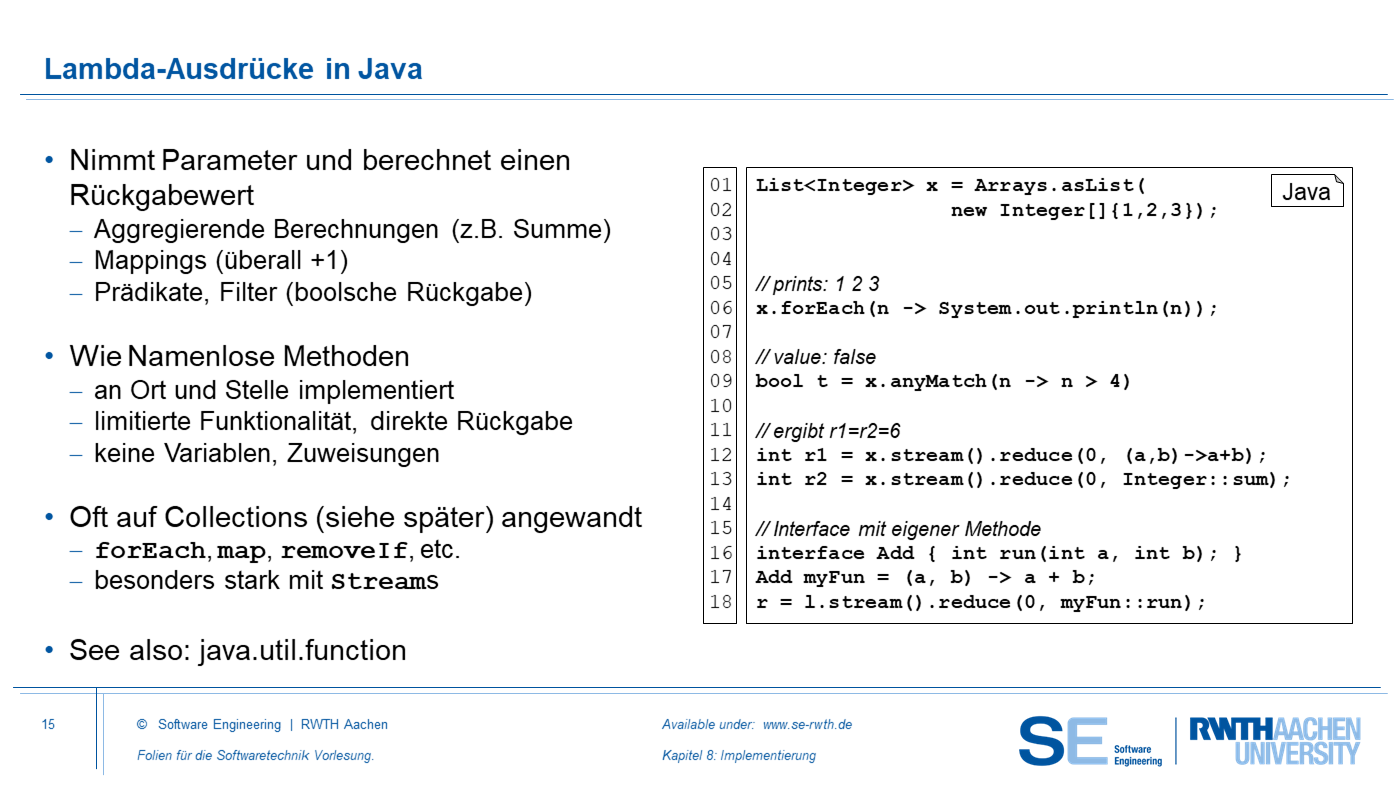 Lambda-Ausdrücke in Java
• Nimmt Parameter und berechnet einen
Rückgabewert
– Aggregierende Berechnungen (z.B. Summe)
– Mappings (überall +1)
– Prädikate, Filter (boolsche Rückgabe)
• Wie Namenlose Methoden
– an Ort und Stelle implementiert
– limitierte Funktionalität, direkte Rückgabe
– keine Variablen, Zuweisungen
• Oft auf Collections (siehe später) angewandt
– forEach, map, removeIf, etc.
– besonders stark mit Streams
• See also: java.util.function
Java
01 List<Integer> x = Arrays.asList(
02 new Integer[]{1,2,3});
03
04
05 // prints: 1 2 3
06 x.forEach(n -> System.out.println(n));
07
08 // value: false
09 bool t = x.anyMatch(n -> n > 4)
10
11 // ergibt r1=r2=6
12 int r1 = x.stream().reduce(0, (a,b)->a+b);
13 int r2 = x.stream().reduce(0, Integer::sum);
14
15 // Interface mit eigener Methode
16 interface Add { int run(int a, int b); }
17 Add myFun = (a, b) -> a + b;
18 r = l.stream().reduce(0, myFun::run);
15
© Software Engineering | RWTH Aachen
Folien für die Softwaretechnik Vorlesung.
Available under: www.se-rwth.de
Kapitel 8: Implementierung
SE Software
Engineering
RWTHAACHEN
UNIVERSITY